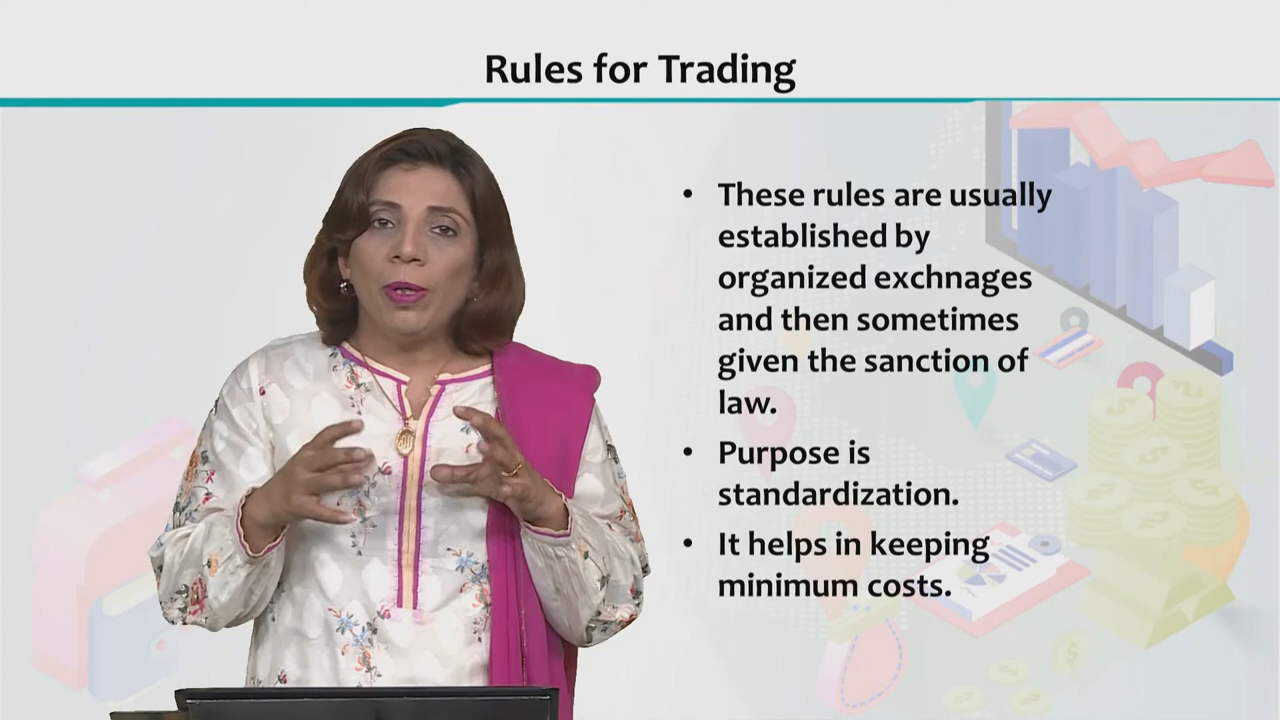 Rules for Trading
• These rules are usually
established by
organized exchnages
and then sometimes
given the sanction of
law.
• Purpose is
standardization.
• It helps in keeping
minimum costs.